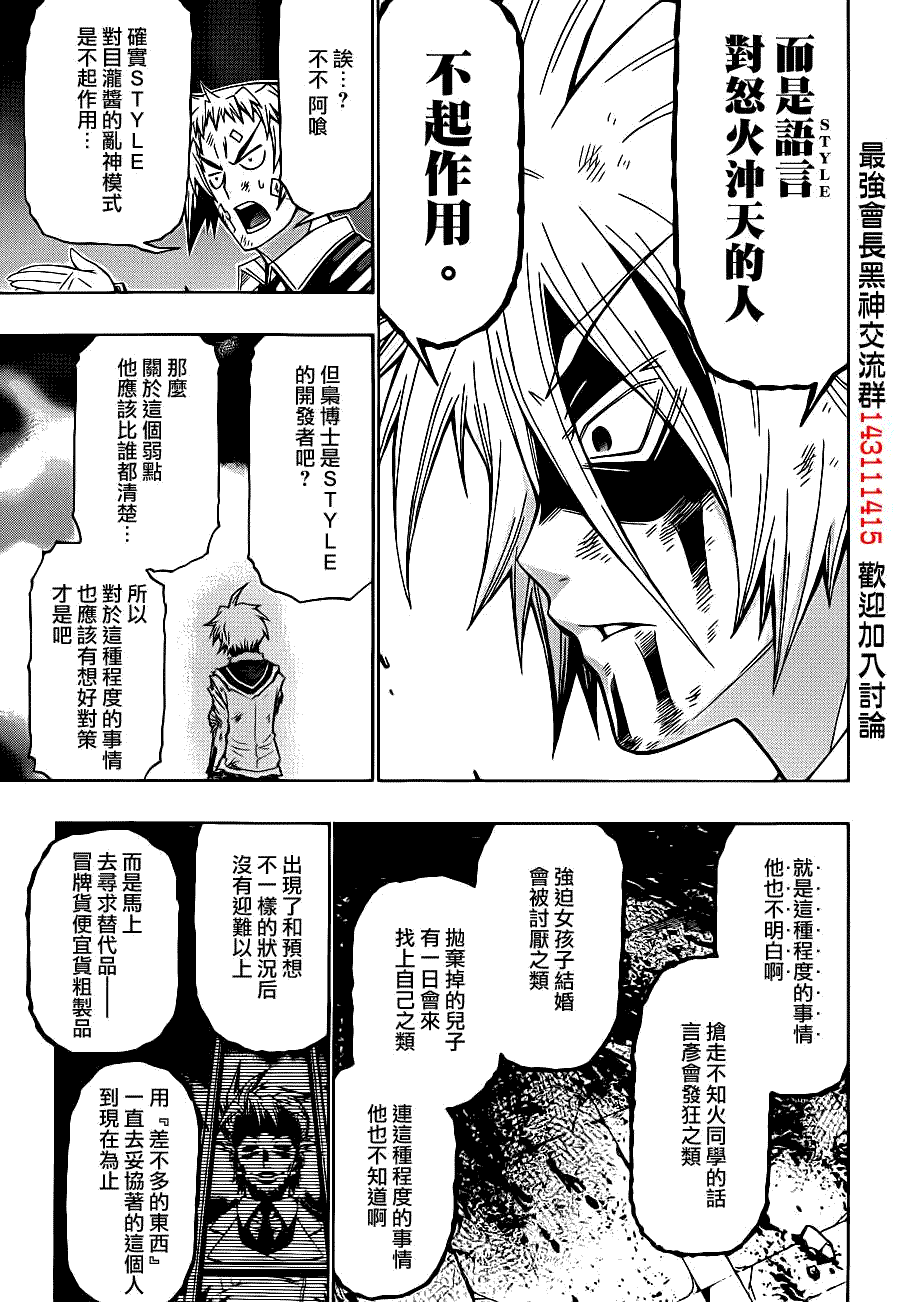 而是語言
STYLE
對怒火沖天的人
不起作用。
誒…?
不不 阿喰
確實STYLE
對目瀧醬的亂神模式
是不起作用…
但梟博士是STYLE
的開發者吧?
那麼
關於這個弱點
他應該比誰都清楚…
所以
對於這種程度的事情
也應該有想好對策
才是吧
就是這種程度的事情
他也不明白啊
搶走不知火同學的話
言彥會發狂之類
強迫女孩子結婚
會被討厭之類
拋棄掉的兒子
有一日會來
找上自己之類
連這種程度的事情
他也不知道啊
出現了和預想
不一樣的狀況后
沒有迎難以上
而是馬上
去尋求替代品——
冒牌貨便宜貨粗製品
用『差不多的東西』
一直去妥協著的這個人
到現在為止
最強會長黑神交流群143111415 歡迎加入討論